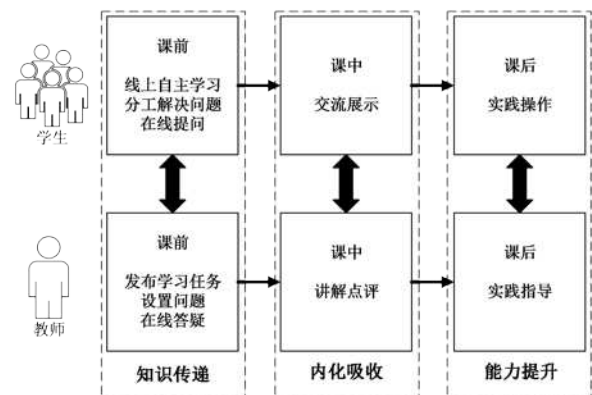 课前
线上自主学习
分工解决问题
在线提问
课中
交流展示
课后
实践操作
学生
课前
发布学习任务
设置问题
在线答疑
课中
讲解点评
课后
实践指导
教师
知识传递
内化吸收
能力提升